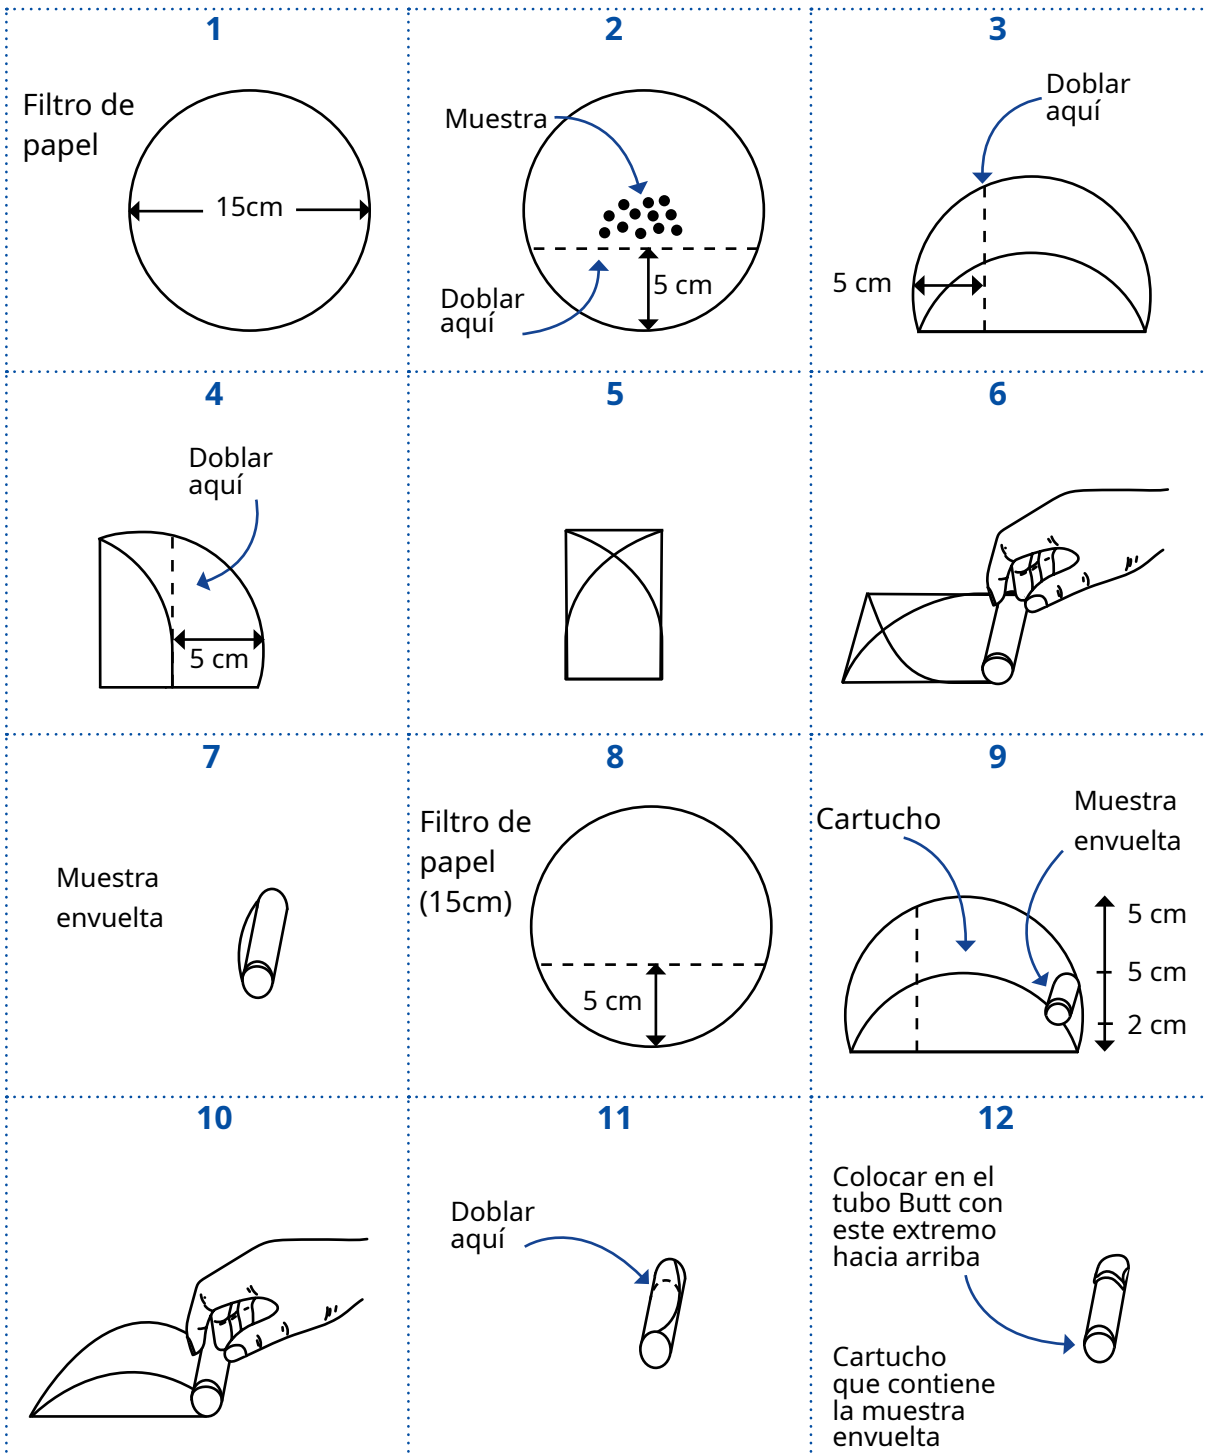 1
Filtro de
papel
15cm
2
Muestra
Doblar
aquí
5 cm
3
Doblar
aquí
5 cm
4
Doblar
aquí
5 cm
5
6
7
Muestra
envuelta
8
Filtro de
papel
(15cm)
5 cm
9
Cartucho
Muestra
envuelta
5 cm
5 cm
2 cm
10
11
Doblar
aquí
12
Colocar en el
tubo Butt con
este extremo
hacia arriba
Cartucho
que contiene
la muestra
envuelta